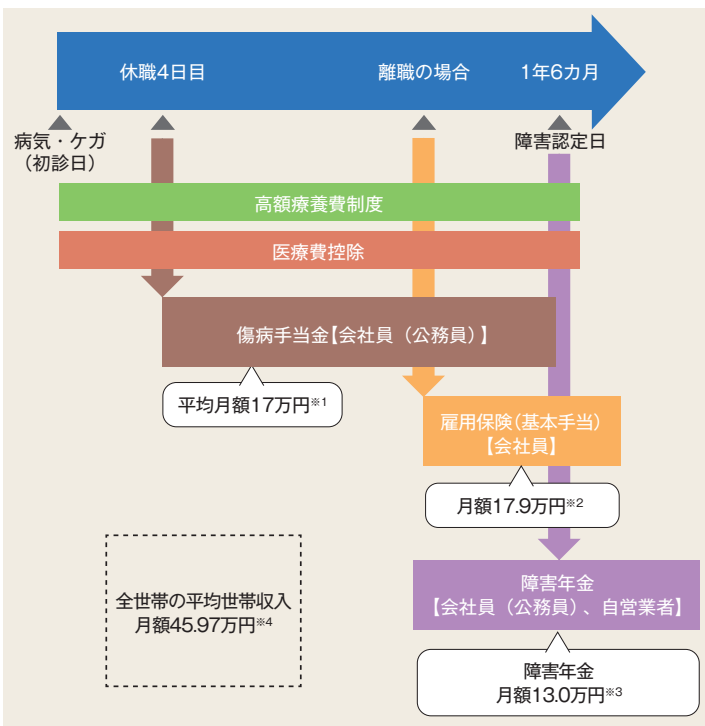 休職4日目
離職の場合
1年6カ月
病気・ケガ
（初診日）
障害認定日
高額療養費制度
医療費控除
傷病手当金【会社員（公務員）】
平均月額17万円※1
雇用保険（基本手当）
【会社員】
月額17.9万円※2
全世帯の平均世帯収入
月額45.97万円※4
障害年金
【会社員（公務員）、自営業者】
障害年金
月額13.0万円※3